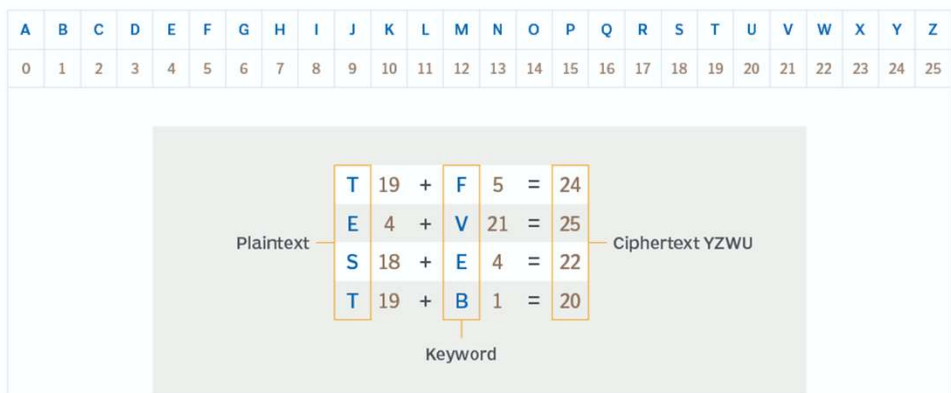 A B C D E F G H I J K L M N O P Q R S T U V W X Y Z
0 1 2 3 4 5 6 7 8 9 10 11 12 13 14 15 16 17 18 19 20 21 22 23 24 25
T 19 + F 5 = 24
E 4 + V 21 = 25
Plaintext Ciphertext YZWU
S 18 + E 4 = 22
T 19 + B 1 = 20
Keyword